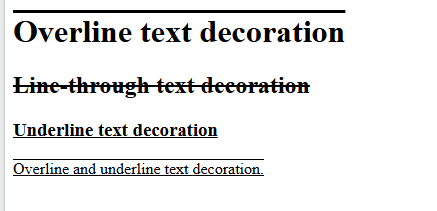 Overline text decoration
Line-through text decoration
Underline text decoration
Overline and underline text decoration.